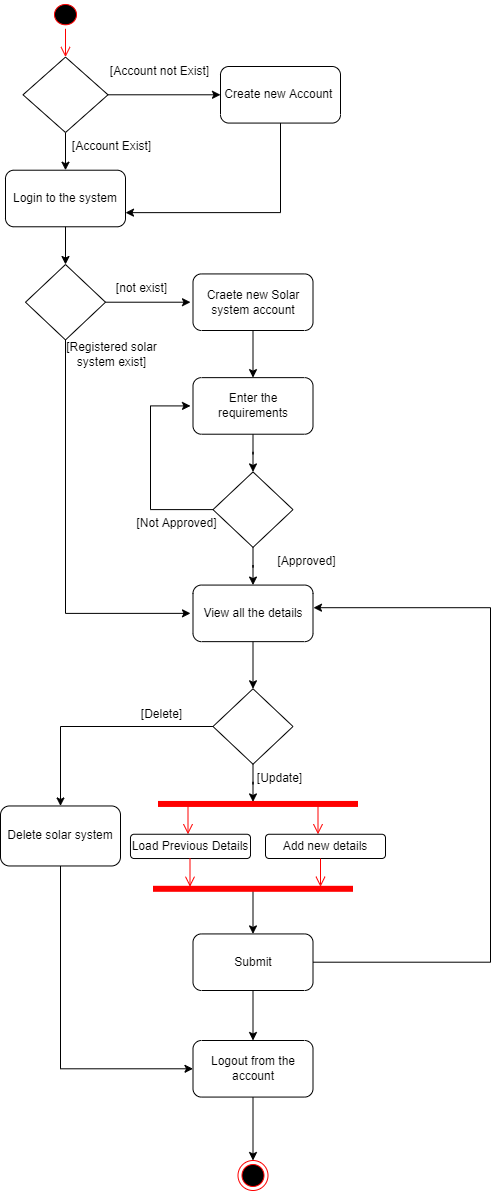 [Account not Exist]
Create new Account
[Account Exist]
Login to the system
[not exist]
Craete new Solar
system account
[Registered solar
system exist]
Enter the
requirements
[Not Approved]
[Approved]
View all the details
[Delete]
[Update]
Delete solar system
Load Previous Details
Add new details
Submit
Logout from the
account